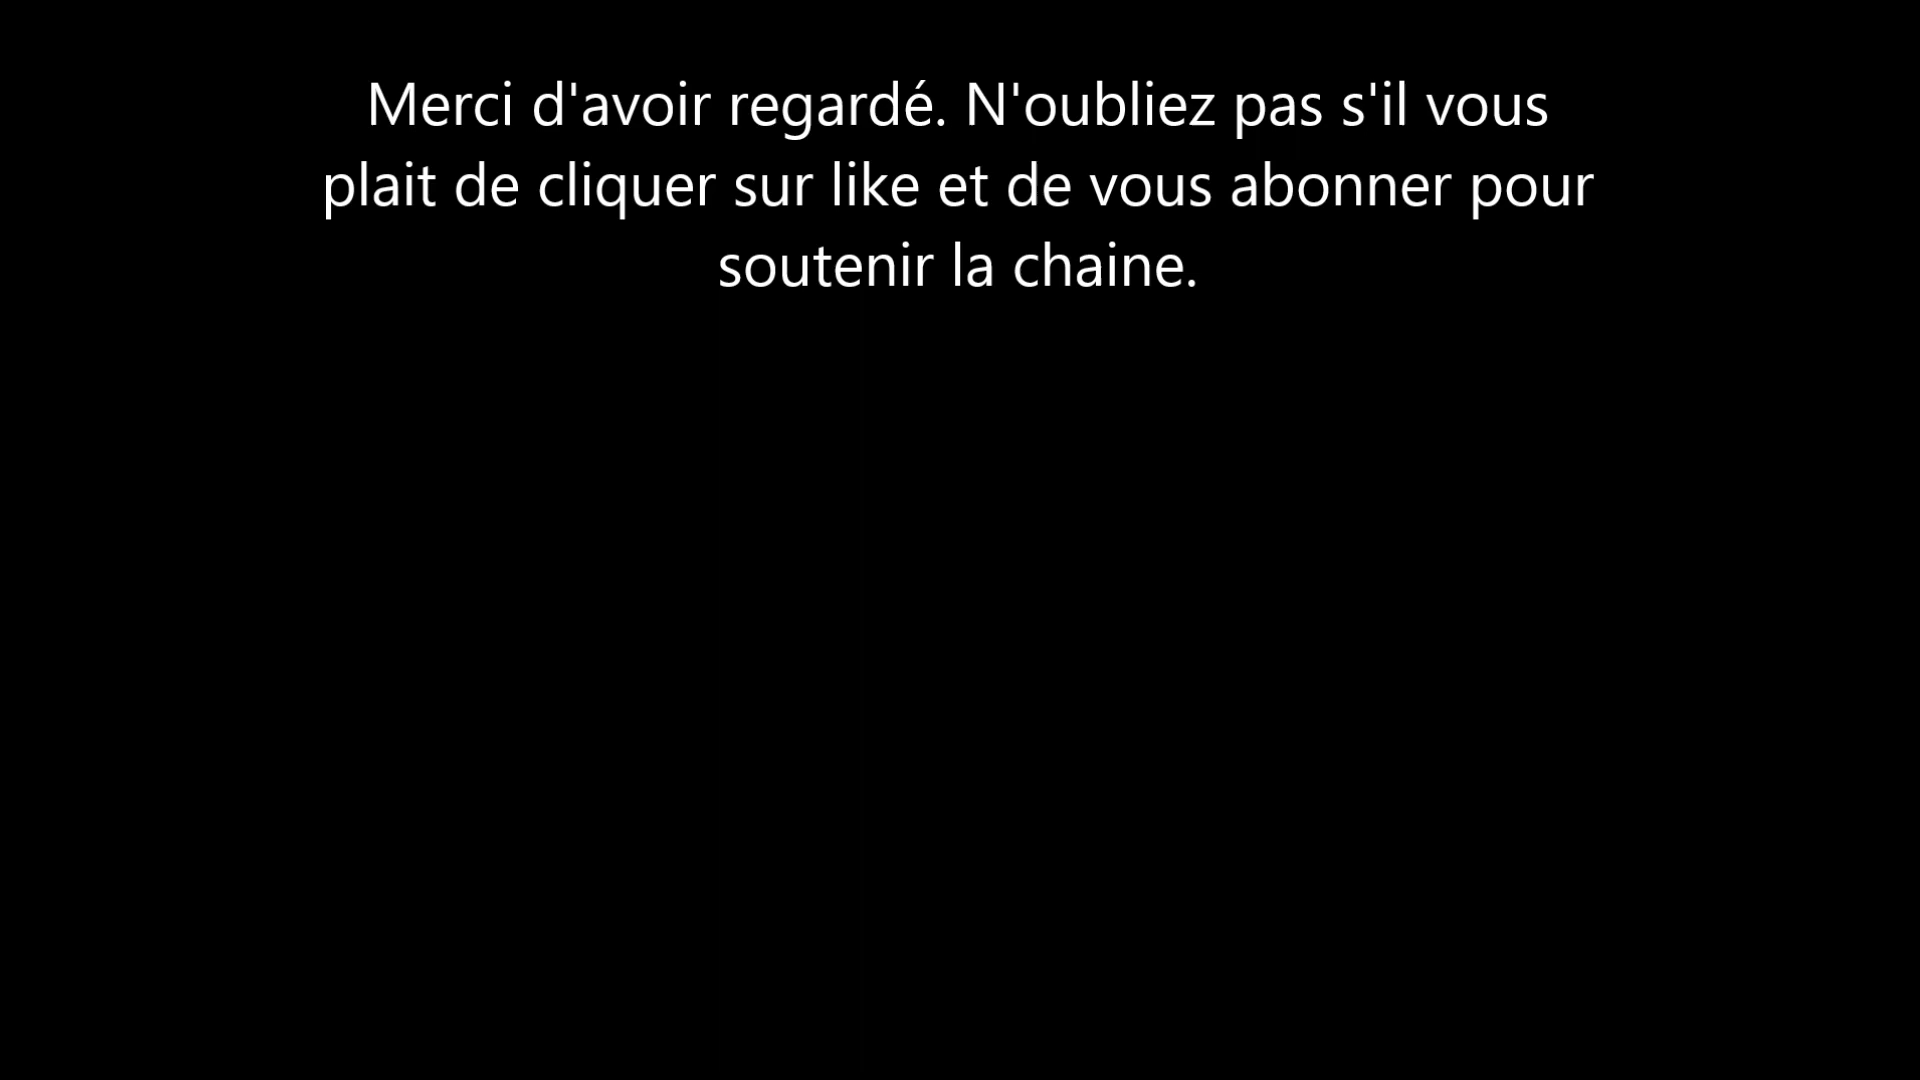 Merci d'avoir regardé. N'oubliez pas s'il vous
plait de cliquer sur like et de vous abonner pour
soutenir la chaine.